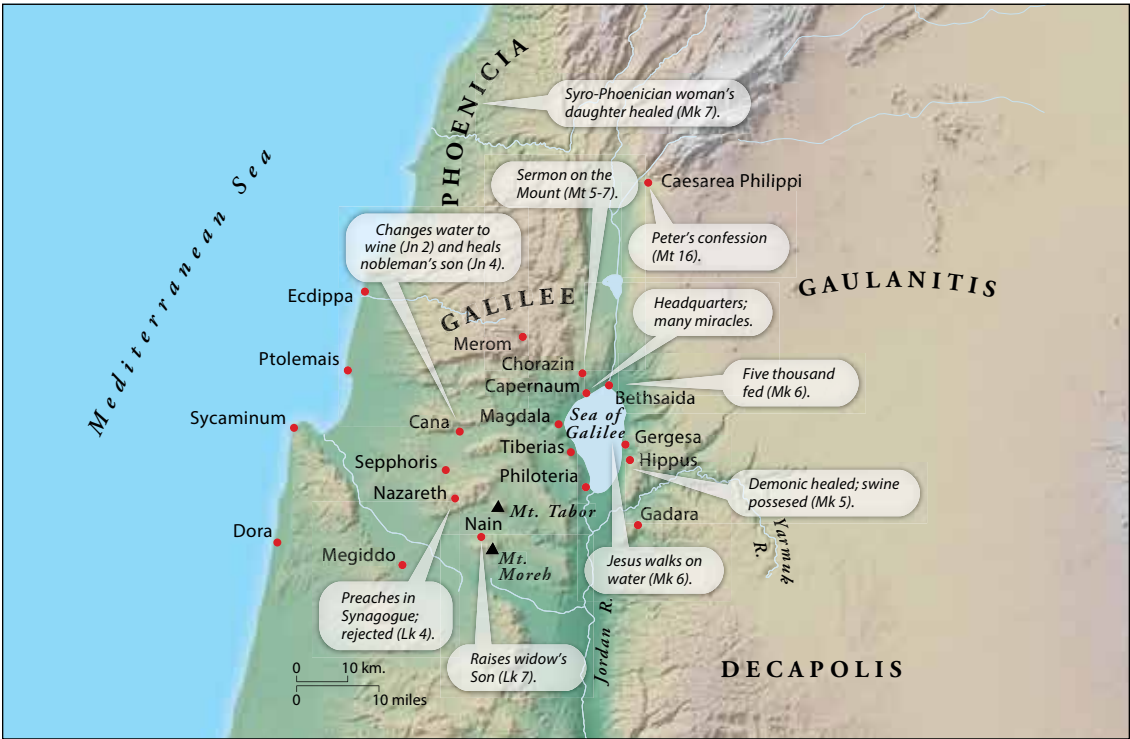 PHOENICIA
Syro-Phoenician woman's
daughter healed (Mk 7).
Mediterranean Sea
Sermon on the
Mount (Mt 5-7).
Caesarea Philippi
Changes water to
wine (Jn 2) and heals
nobleman's son (Jn 4).
Peter's confession
(Mt 16).
GAULANITIS
Ecdippa
GALILEE
Headquarters;
many miracles.
Merom
Ptolemais
Chorazin
Capernaum
Five thousand
fed (Mk 6).
Bethsaida
Sycaminum
Cana
Magdala
Sea of
Galilee
Tiberias
Gergesa
Hippus
Sepphoris
Philoteria
Nazareth
Demonic healed; swine
possesed (Mk 5).
Mt. Tabor
Gadara
Yarmuk
R.
Dora
Nain
Megiddo
Mt.
Moreh
Jesus walks on
water (Mk 6).
Preaches in
Synagogue;
rejected (Lk 4).
Jordan R.
Raises widow's
Son (Lk 7).
DECAPOLIS
0 10 km.
0 10 miles